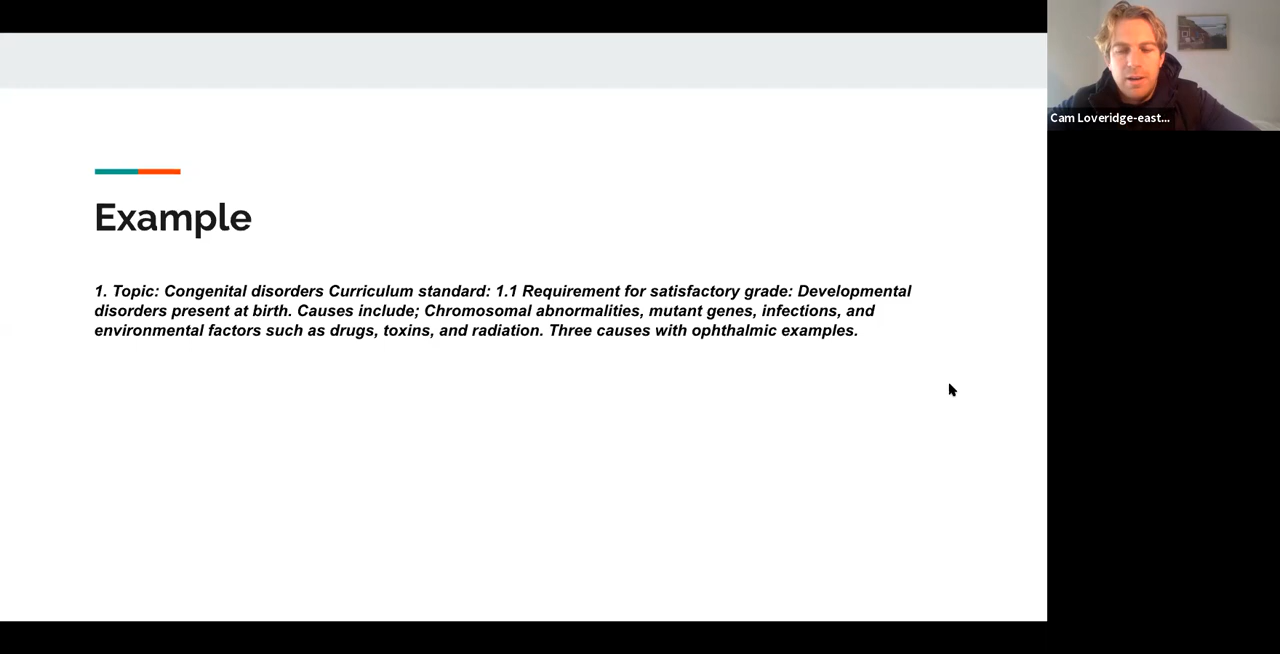 Example
1. Topic: Congenital disorders Curriculum standard: 1.1 Requirement for satisfactory grade: Developmental
disorders present at birth. Causes include; Chromosomal abnormalities, mutant genes, infections, and
environmental factors such as drugs, toxins, and radiation. Three causes with ophthalmic examples.
Cam Loveridge-east...